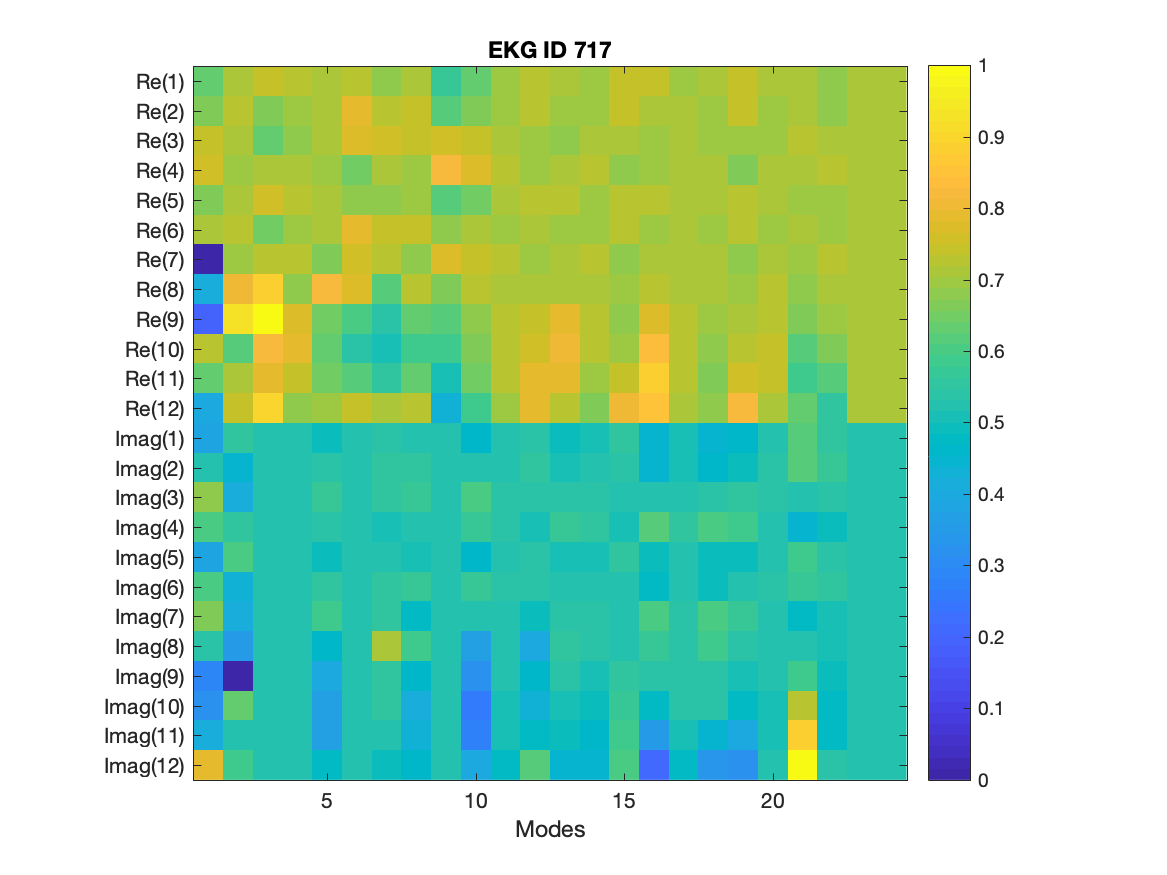 EKG ID 717
Re(1)
Re(2)
Re(3)
Re(4)
Re(5)
Re(6)
Re(7)
Re(8)
Re(9)
Re(10)
Re(11)
Re(12)
Imag(1)
Imag(2)
Imag(3)
Imag(4)
Imag(5)
Imag(6)
Imag(7)
Imag(8)
Imag(9)
Imag(10)
Imag(11)
Imag(12)
5 10 15 20
Modes
1
0.9
0.8
0.7
0.6
0.5
0.4
0.3
0.2
0.1
0